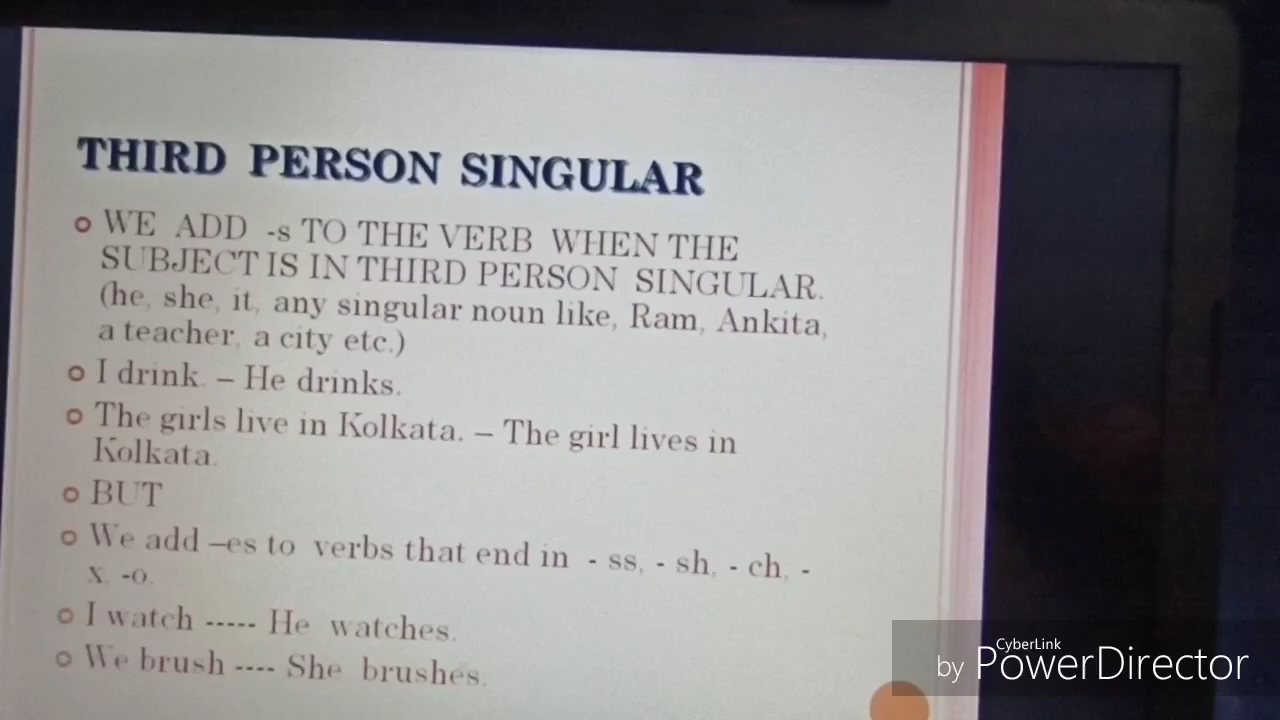 THIRD PERSON SINGULAR
WE ADD -s TO THE VERB WHEN THE
SUBJECT IS IN THIRD PERSON SINGULAR.
(he, she, it, any singular noun like, Ram, Ankita,
a teacher, a city etc.)
I drink. – He drinks.
The girls live in Kolkata. – The girl lives in
Kolkata.
BUT
We add –es to verbs that end in - ss, - sh, - ch, -
x, -o.
I watch ----- He watches.
We brush ---- She brushes.
CyberLink
by PowerDirector